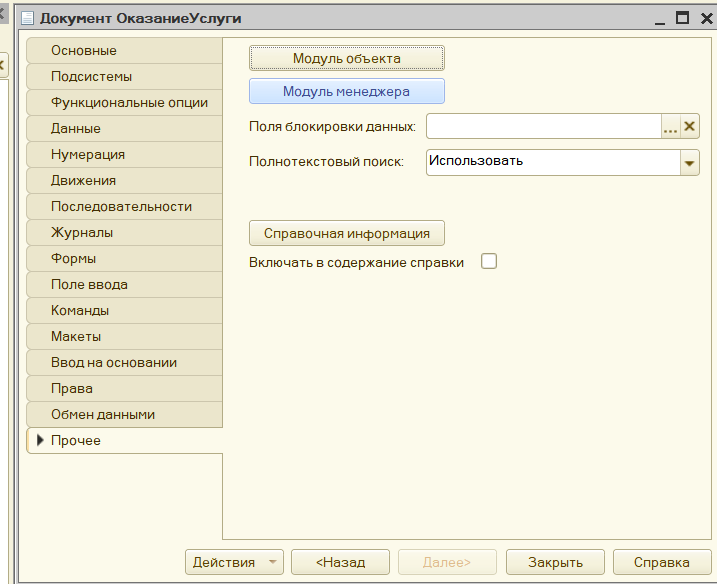 Документ ОказаниеУслуги
Основные
Подсистемы
Функциональные опции
Данные
Нумерация
Движения
Последовательности
Журналы
Формы
Поле ввода
Команды
Макеты
Ввод на основании
Права
Обмен данными
Прочее
Модуль объекта
Модуль менеджера
Поля блокировки данных:
...
Полнотекстовый поиск: Использовать
Справочная информация
Включать в содержание справки
Действия <Назад Далее> Закрыть Справка